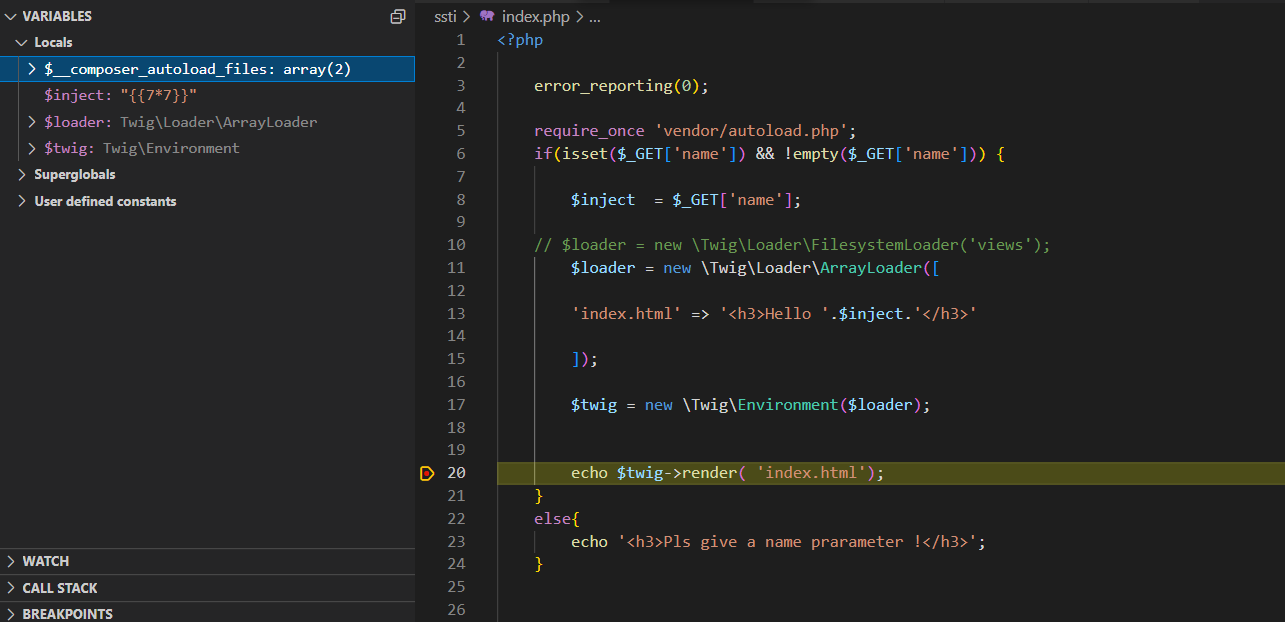 VARIABLES
Locals
$__composer_autoload_files: array(2)
$inject: "{{7*7}}"
$loader: Twig\Loader\ArrayLoader
$twig: Twig\Environment
Superglobals
User defined constants
WATCH
CALL STACK
BREAKPOINTS
ssti > index.php > ...
1 <?php
2
3 error_reporting(0);
4
5 require_once 'vendor/autoload.php';
6 if(isset($_GET['name']) && !empty($_GET['name'])) {
7
8 $inject  = $_GET['name'];
9
10 // $loader = new \Twig\Loader\FilesystemLoader('views');
11 $loader = new \Twig\Loader\ArrayLoader([
12
13 'index.html' => '<h3>Hello '.$inject.'</h3>'
14
15 ]);
16
17 $twig = new \Twig\Environment($loader);
18
19
20 echo $twig->render( 'index.html');
21 }
22 else{
23 echo '<h3>Pls give a name prarameter !</h3>';
24 }
25
26